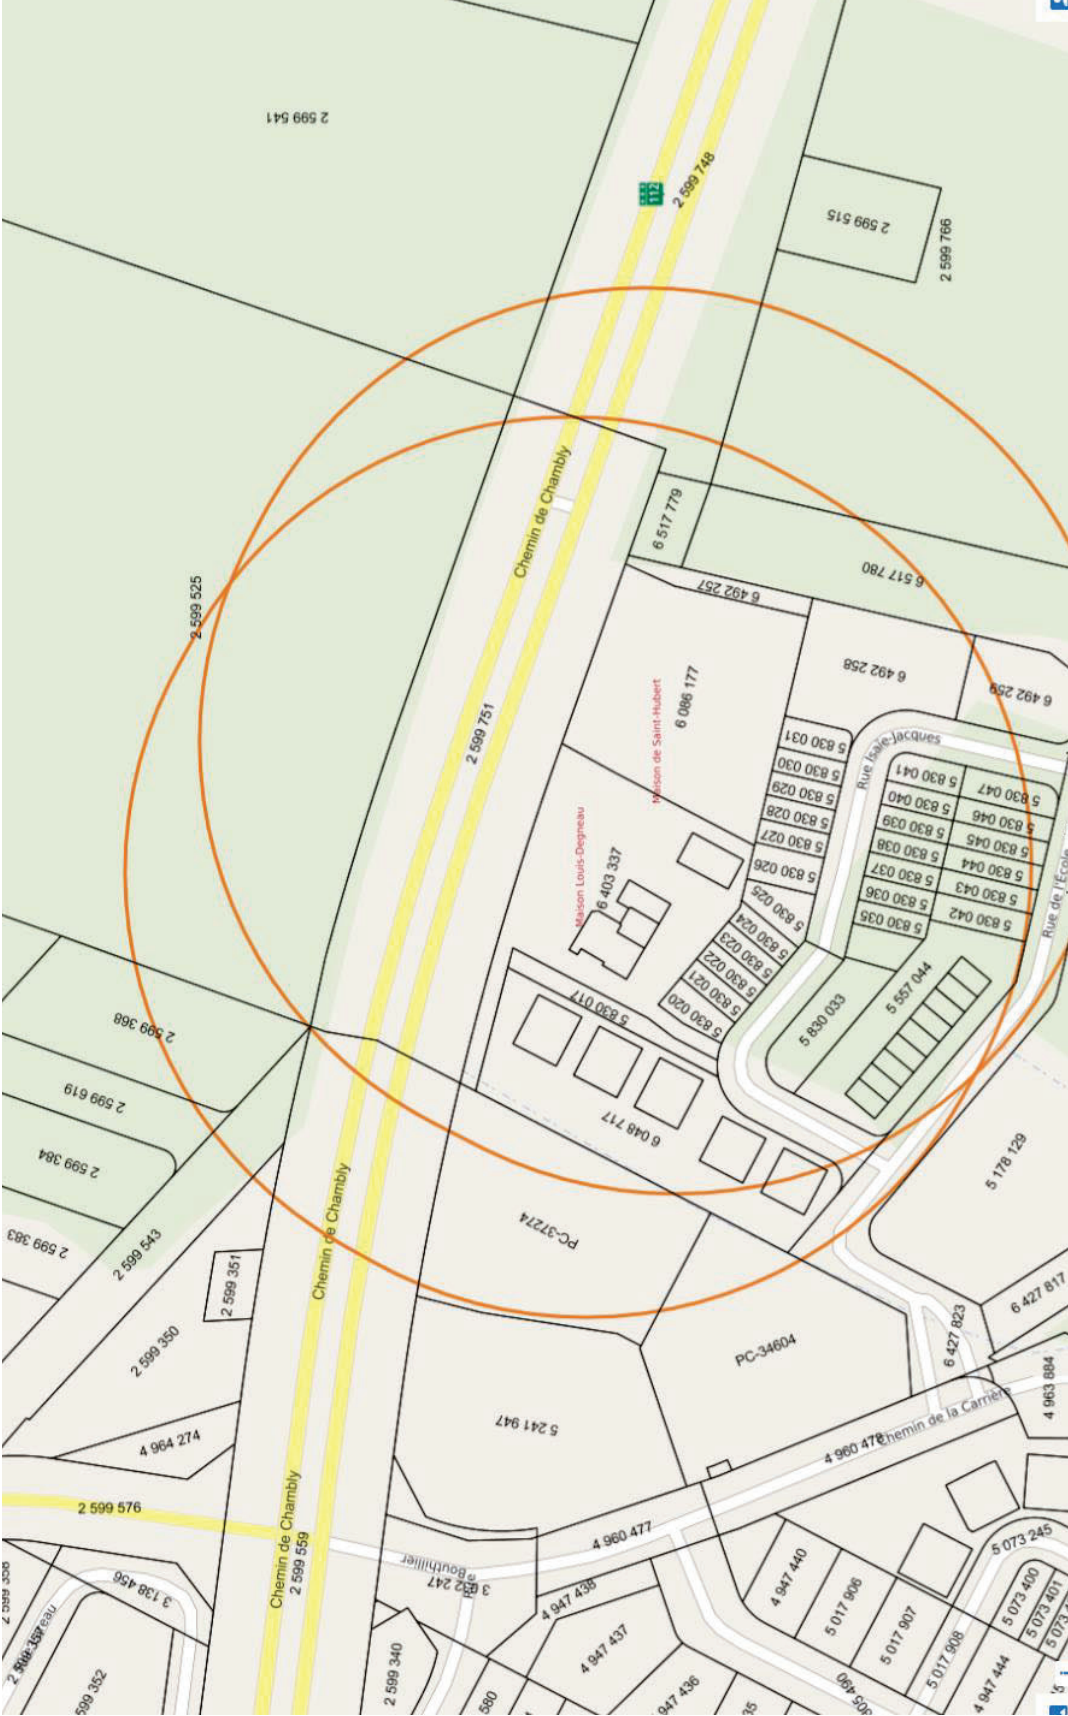 2 599 541
112
2 599 748
2 599 515
2 599 766
Chemin de Chambly
6 517 779
2 599 525
6 517 780
6 492 257
6 492 258
6 492 259
Maison de Saint-Hubert
6 086 177
2 599 751
5 830 031
5 830 030
5 830 029
5 830 028
5 830 027
5 830 026
5 830 025
5 830 024
5 830 023
5 830 022
5 830 021
5 830 020
Rue Isaïe-Jacques
5 830 041
5 830 040
5 830 039
5 830 038
5 830 037
5 830 036
5 830 035
5 830 047
5 830 046
5 830 045
5 830 044
5 830 043
5 830 042
Maison Louis-Degneau
6 403 337
Rue de l'École
5 830 017
5 830 033
5 557 044
2 599 368
2 599 619
2 599 384
2 599 383
2 599 543
6 048 717
5 178 129
Chemin de Chambly
PC-37274
2 599 351
2 599 350
6 427 817
6 427 823
PC-34604
4 963 884
5 241 947
4 964 274
Chemin de la Carrière
4 960 478
2 599 576
Chemin de Chambly
2 599 559
4 960 477
Bouthillier
5 073 245
3 138 456
247
4 947 438
4 947 440
5 017 906
5 017 907
5 017 908
5 073 400
5 073 401
4 947 437
2 599 340
4 947 444
599 352
947 436
305 490
580
35